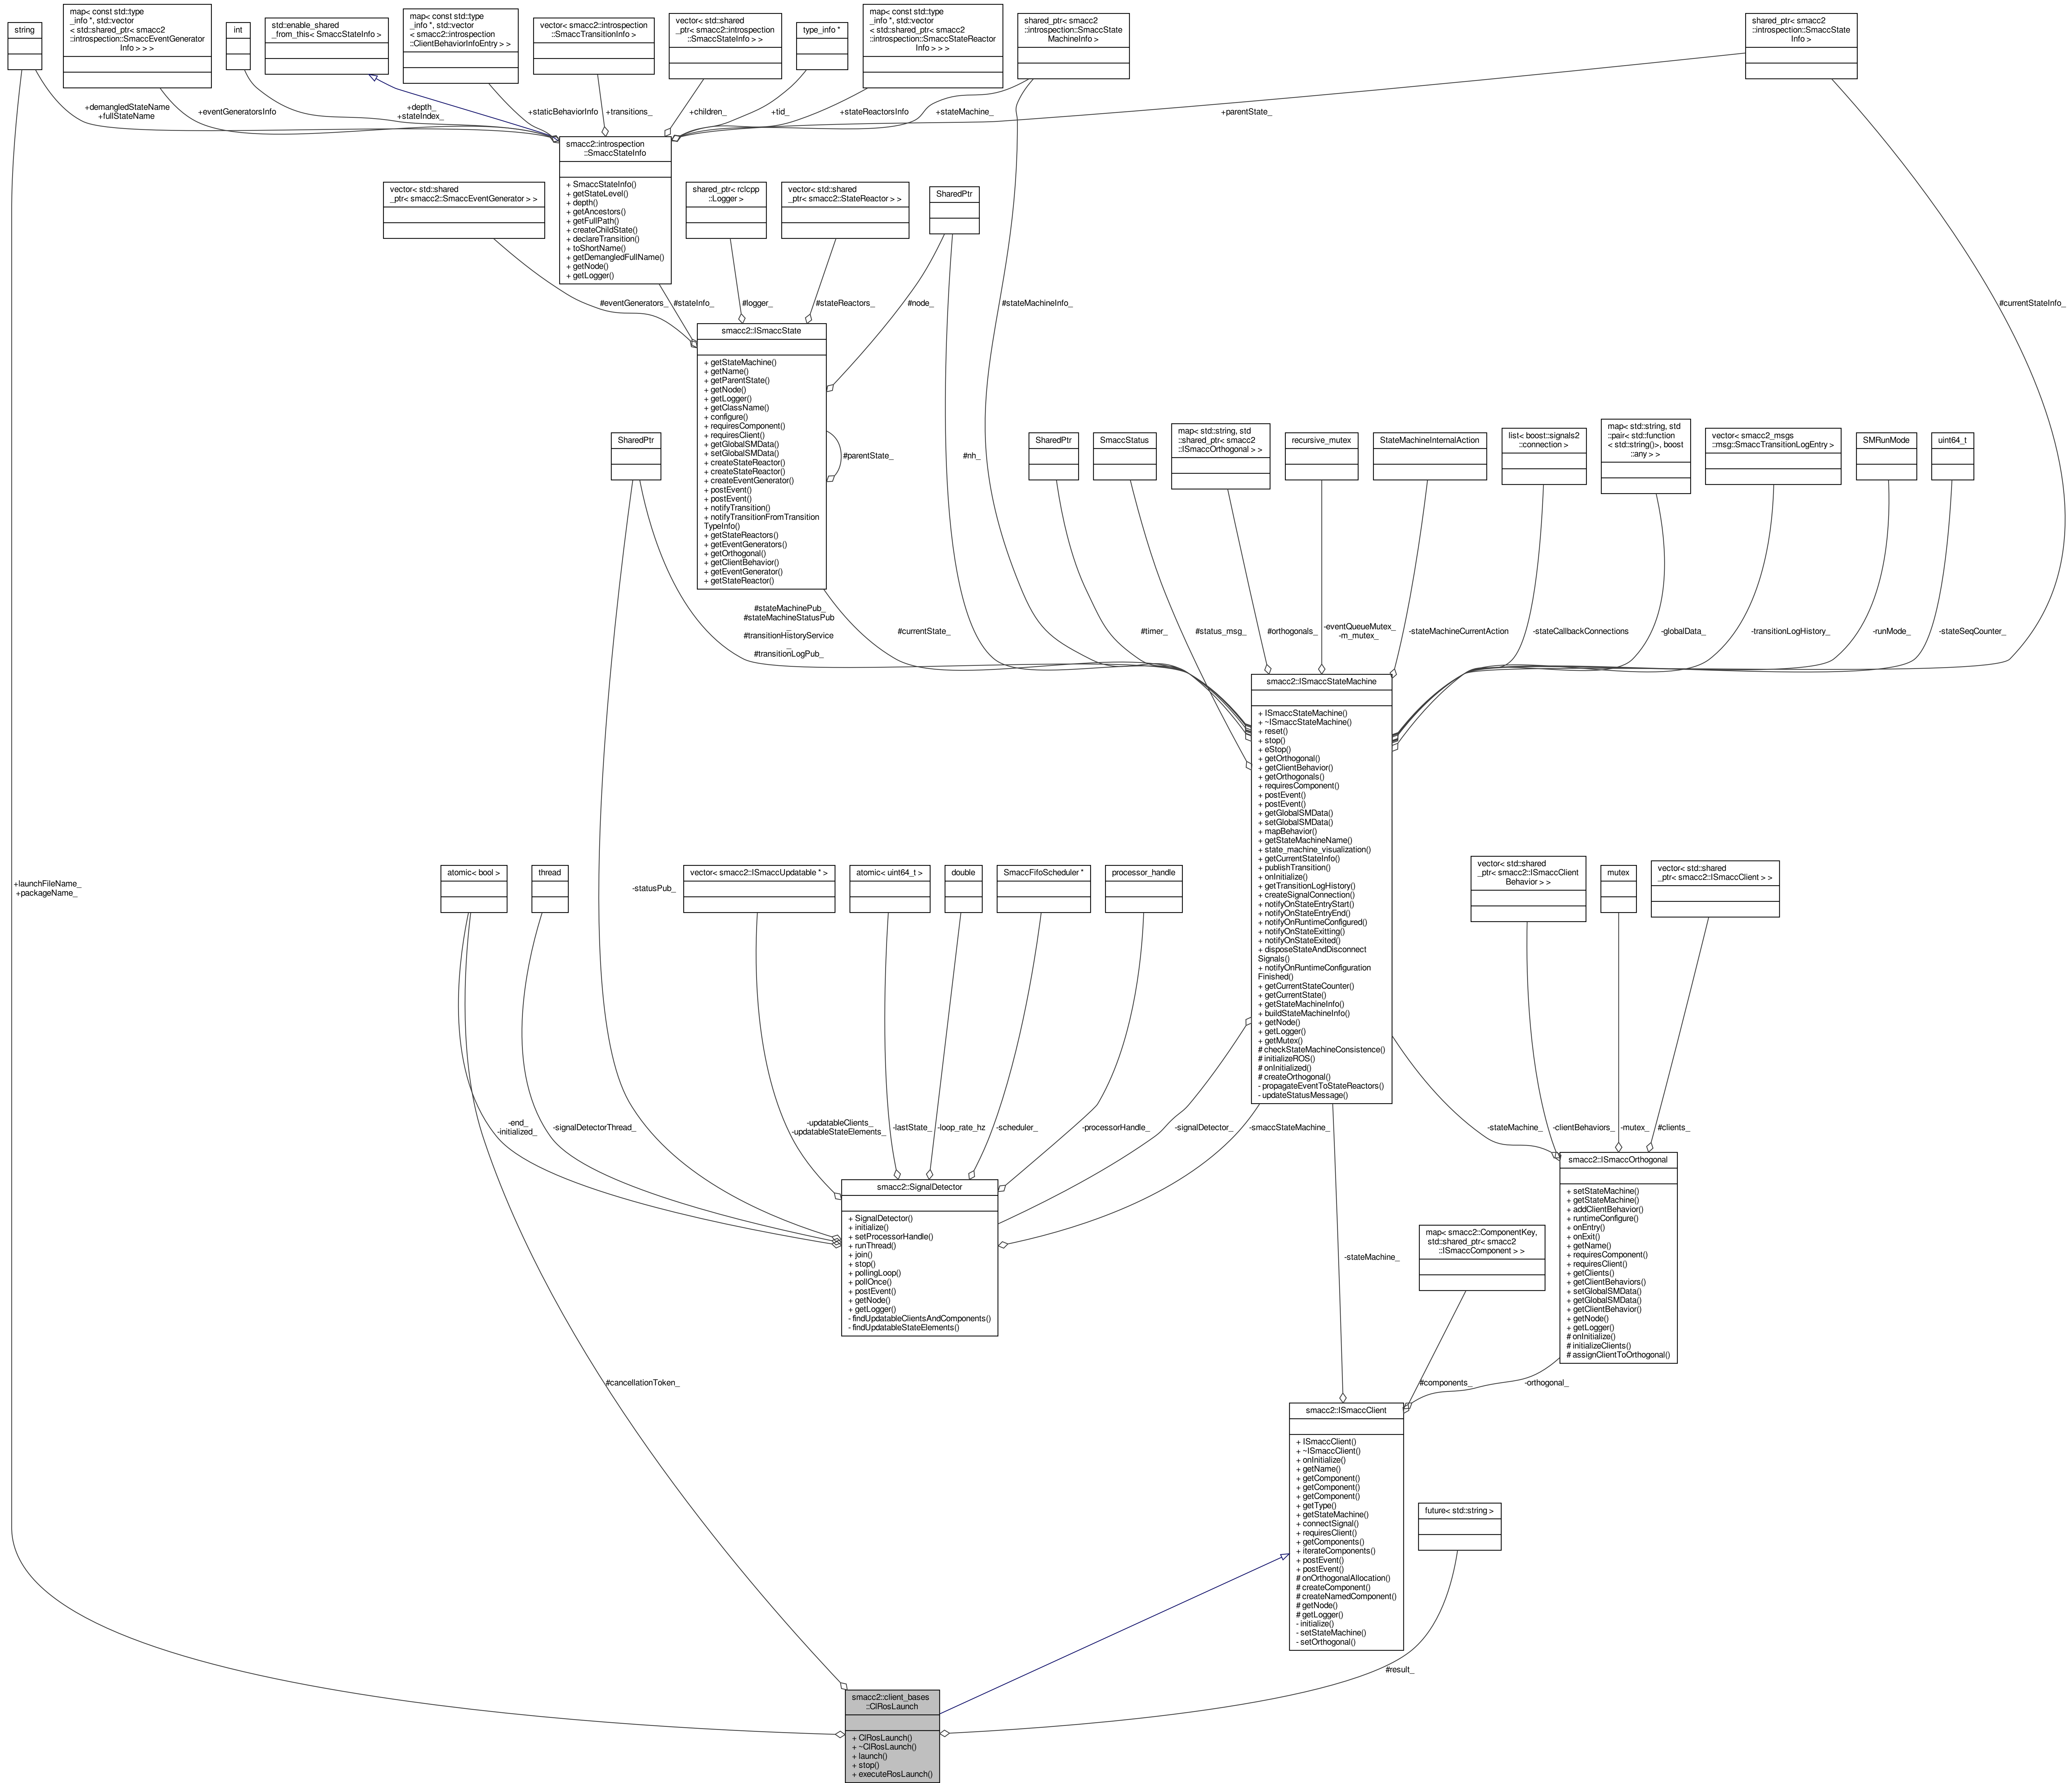 string
map< const std::type
_info *, std::vector
< std::shared_ptr< smacc2
::introspection::SmaccEventGenerator
Info > > >
int
std::enable_shared
_from_this< SmaccStateInfo >
map< const std::type
_info *, std::vector
< smacc2::introspection
::ClientBehaviorInfoEntry > >
vector< smacc2::introspection
::SmaccTransitionInfo >
vector< std::shared
_ptr< smacc2::introspection
::SmaccStateInfo > >
type_info *
map< const std::type
_info *, std::vector
< std::shared_ptr< smacc2
::introspection::SmaccStateReactor
Info > > >
shared_ptr< smacc2
::introspection::SmaccState
MachineInfo >
shared_ptr< smacc2
::introspection::SmaccState
Info >
+demangledStateName
+fullStateName
+eventGeneratorsInfo
+depth_
+stateIndex_
+staticBehaviorInfo
+transitions_
+children_
+tid_
+stateReactorsInfo
+stateMachine_
+parentState_
smacc2::introspection
::SmaccStateInfo
+ SmaccStateInfo()
+ getStateLevel()
+ depth()
+ getAncestors()
+ getFullPath()
+ createChildState()
+ declareTransition()
+ toShortName()
+ getDemangledFullName()
+ getNode()
+ getLogger()
vector< std::shared
_ptr< smacc2::SmaccEventGenerator > >
shared_ptr< rclcpp
::Logger >
vector< std::shared
_ptr< smacc2::StateReactor > >
SharedPtr
#eventGenerators_
#stateInfo_
#logger_
#stateReactors_
#node_
#stateMachineInfo_
#currentStateInfo_
smacc2::ISmaccState
+ getStateMachine()
+ getName()
+ getParentState()
+ getNode()
+ getLogger()
+ getClassName()
+ configure()
+ requiresComponent()
+ requiresClient()
+ getGlobalSMData()
+ setGlobalSMData()
+ createStateReactor()
+ createStateReactor()
+ createEventGenerator()
+ postEvent()
+ postEvent()
+ notifyTransition()
+ notifyTransitionFromTransition
TypeInfo()
+ getStateReactors()
+ getEventGenerators()
+ getOrthogonal()
+ getClientBehavior()
+ getEventGenerator()
+ getStateReactor()
#parentState_
#nh_
SharedPtr
SharedPtr
SmaccStatus
map< std::string, std
::shared_ptr< smacc2
::ISmaccOrthogonal > >
recursive_mutex
StateMachineInternalAction
list< boost::signals2
::connection >
map< std::string, std
::pair< std::function
< std::string()>, boost
::any > >
vector< smacc2_msgs
::msg::SmaccTransitionLogEntry >
SMRunMode
uint64_t
#stateMachinePub_
#stateMachineStatusPub
_
#transitionHistoryService
_
#transitionLogPub_
#currentState_
#timer_
#status_msg_
#orthogonals_
-eventQueueMutex_
-m_mutex_
-stateMachineCurrentAction
-stateCallbackConnections
-globalData_
-transitionLogHistory_
-runMode_
-stateSeqCounter_
smacc2::ISmaccStateMachine
+ ISmaccStateMachine()
+ ~ISmaccStateMachine()
+ reset()
+ stop()
+ eStop()
+ getOrthogonal()
+ getClientBehavior()
+ getOrthogonals()
+ requiresComponent()
+ postEvent()
+ postEvent()
+ getGlobalSMData()
+ setGlobalSMData()
+ mapBehavior()
+ getStateMachineName()
+ state_machine_visualization()
+ getCurrentStateInfo()
+ publishTransition()
+ onInitialize()
+ getTransitionLogHistory()
+ createSignalConnection()
+ notifyOnStateEntryStart()
+ notifyOnStateEntryEnd()
+ notifyOnRuntimeConfigured()
+ notifyOnStateExitting()
+ notifyOnStateExited()
+ disposeStateAndDisconnect
Signals()
+ notifyOnRuntimeConfiguration
Finished()
+ getCurrentStateCounter()
+ getCurrentState()
+ getStateMachineInfo()
+ buildStateMachineInfo()
+ getNode()
+ getLogger()
+ getMutex()
# checkStateMachineConsistence()
# initializeROS()
# onInitialized()
# createOrthogonal()
- propagateEventToStateReactors()
- updateStatusMessage()
+launchFileName_
+packageName_
atomic< bool >
thread
-statusPub_
vector< smacc2::ISmaccUpdatable * >
atomic< uint64_t >
double
SmaccFifoScheduler *
processor_handle
vector< std::shared
_ptr< smacc2::ISmaccClient
Behavior > >
mutex
vector< std::shared
_ptr< smacc2::ISmaccClient > >
-end_
-initialized_
-signalDetectorThread_
-updatableClients_
-updatableStateElements_
-lastState_
-loop_rate_hz
-scheduler_
-processorHandle_
-signalDetector_
-smaccStateMachine_
-stateMachine_
-clientBehaviors_
-mutex_
#clients_
smacc2::SignalDetector
+ SignalDetector()
+ initialize()
+ setProcessorHandle()
+ runThread()
+ join()
+ stop()
+ pollingLoop()
+ pollOnce()
+ postEvent()
+ getNode()
+ getLogger()
- findUpdatableClientsAndComponents()
- findUpdatableStateElements()
smacc2::ISmaccOrthogonal
+ setStateMachine()
+ getStateMachine()
+ addClientBehavior()
+ runtimeConfigure()
+ onEntry()
+ onExit()
+ getName()
+ requiresComponent()
+ requiresClient()
+ getClients()
+ getClientBehaviors()
+ setGlobalSMData()
+ getGlobalSMData()
+ getClientBehavior()
+ getNode()
+ getLogger()
# onInitialize()
# initializeClients()
# assignClientToOrthogonal()
-stateMachine_
map< smacc2::ComponentKey,
std::shared_ptr< smacc2
::ISmaccComponent > >
#cancellationToken_
#components_
-orthogonal_
smacc2::ISmaccClient
+ ISmaccClient()
+ ~ISmaccClient()
+ onInitialize()
+ getName()
+ getComponent()
+ getComponent()
+ getComponent()
+ getType()
+ getStateMachine()
+ connectSignal()
+ requiresClient()
+ getComponents()
+ iterateComponents()
+ postEvent()
+ postEvent()
# onOrthogonalAllocation()
# createComponent()
# createNamedComponent()
# getNode()
# getLogger()
- initialize()
- setStateMachine()
- setOrthogonal()
future< std::string >
#result_
smacc2::client_bases
::ClRosLaunch
+ ClRosLaunch()
+ ~ClRosLaunch()
+ launch()
+ stop()
+ executeRosLaunch()